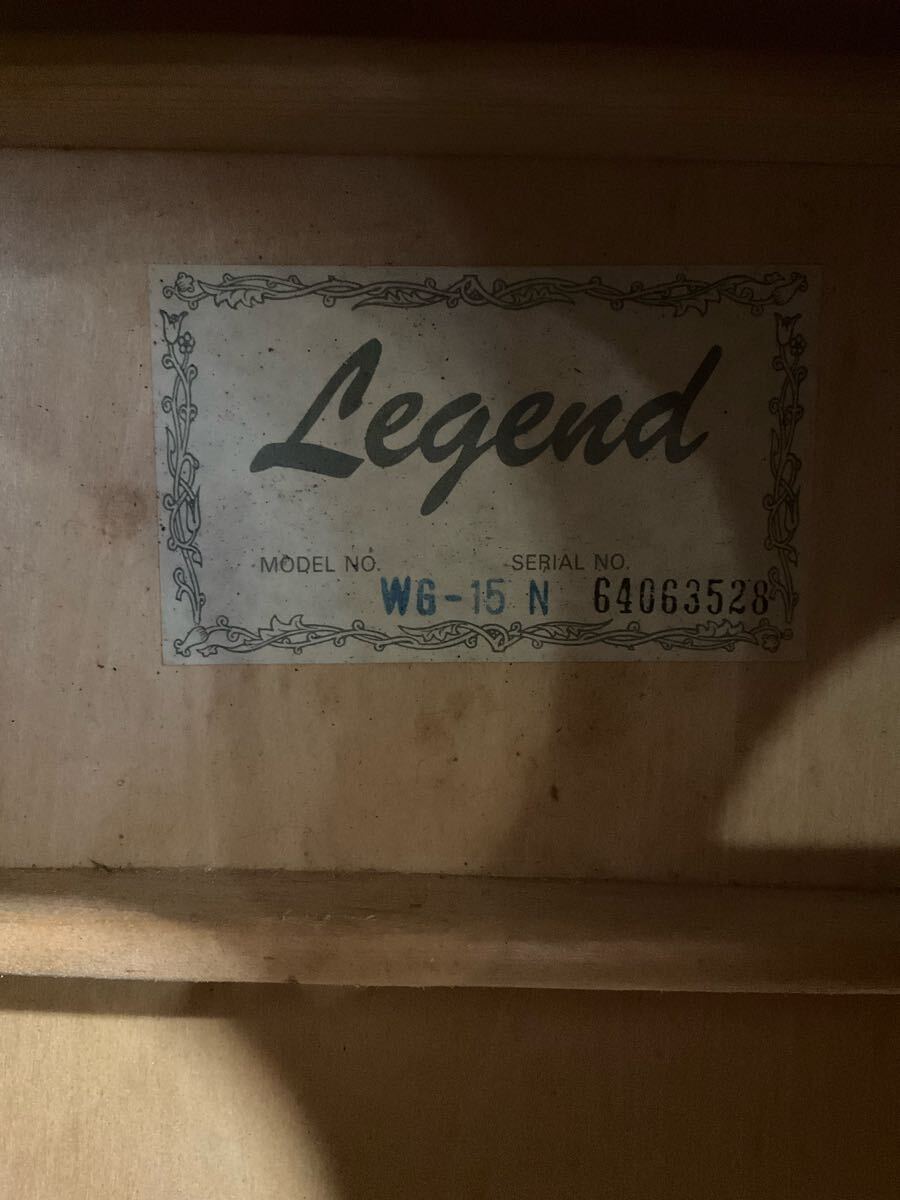 Legend
MODEL NO. SERIAL NO.
WG-15 N 64063528